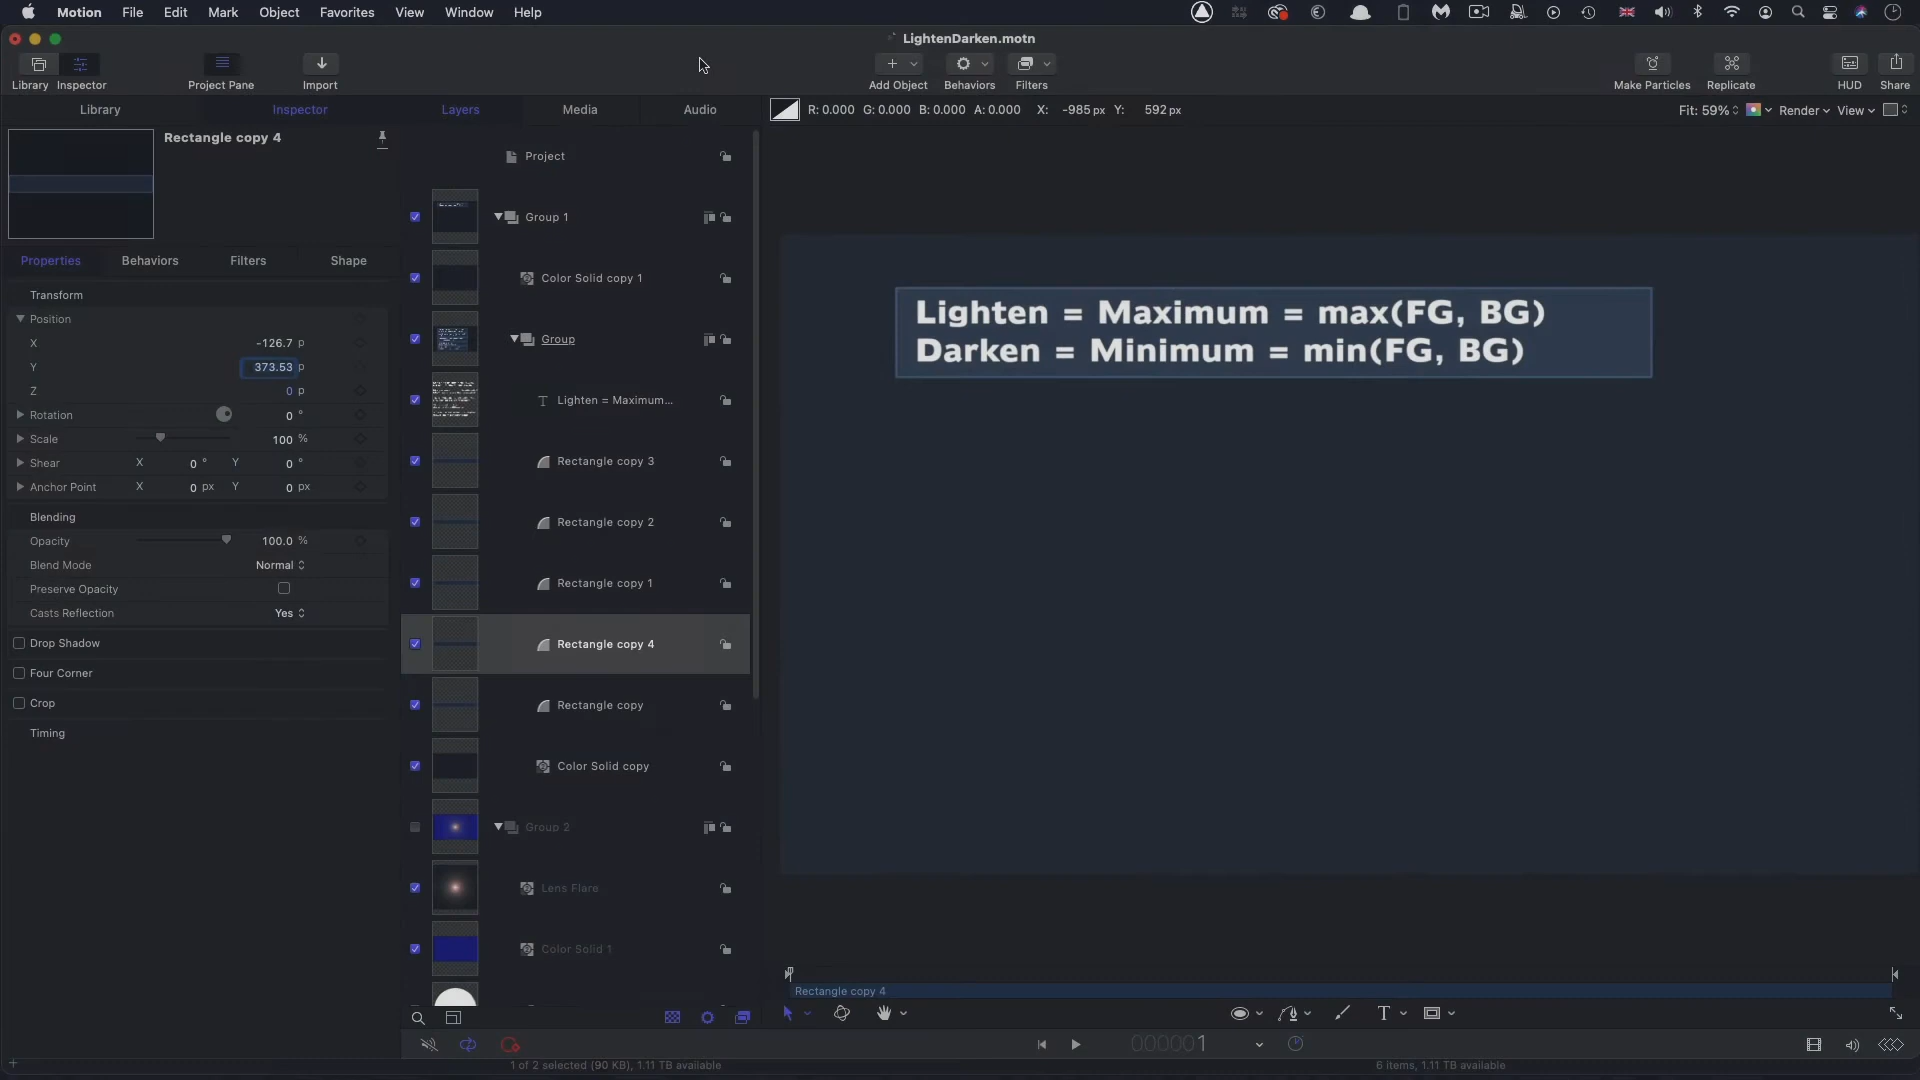 Motion File Edit Mark Object Favorites View Window Help
LightenDarken.motn
Library Inspector Project Pane Import Add Object Behaviors Filters Make Particles Replicate HUD Share
Library Inspector Layers Media Audio
R: 0.000 G: 0.000 B: 0.000 A: 0.000 X: -985 px Y: 592 px
Fit: 59% Render View
Rectangle copy 4
Properties Behaviors Filters Shape
Transform
Position
X -126.7 p
Y 373.53 p
Z 0 p
Rotation 0 °
Scale 100 %
Shear X 0 ° Y 0 °
Anchor Point X 0 px Y 0 px
Blending
Opacity 100.0 %
Blend Mode Normal
Preserve Opacity
Casts Reflection Yes
Drop Shadow
Four Corner
Crop
Timing
Project
Group 1
Color Solid copy 1
Group
Lighten = Maximum...
Rectangle copy 3
Rectangle copy 2
Rectangle copy 1
Rectangle copy 4
Rectangle copy
Color Solid copy
Group 2
Lens Flare
Color Solid 1
Lighten = Maximum = max(FG, BG)
Darken = Minimum = min(FG, BG)
Rectangle copy 4
T
000001
1 of 2 selected (90 KB), 1.11 TB available
6 items, 1.11 TB available